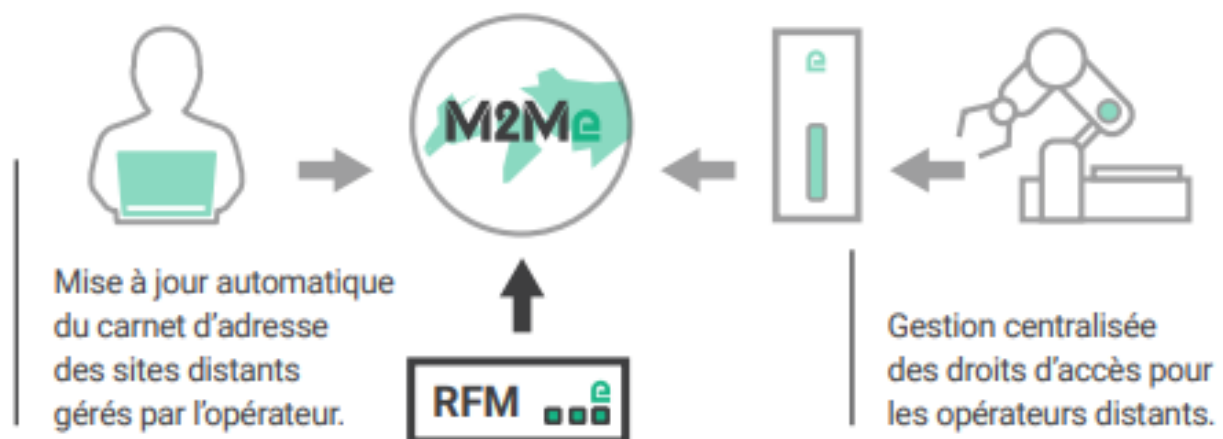 M2Me
Mise à jour automatique
du carnet d'adresse
des sites distants
gérés par l'opérateur.
RFM e
e
Gestion centralisée
des droits d'accès pour
les opérateurs distants.